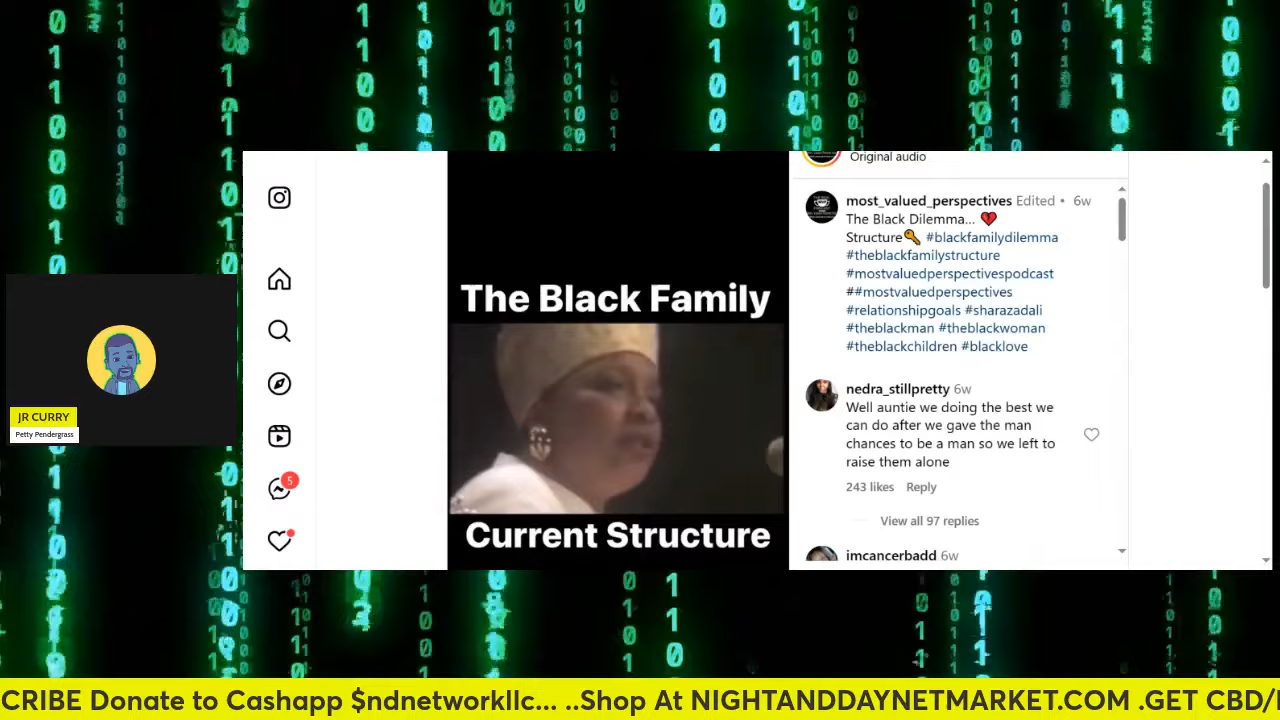 JR CURRY
Petty Pendergrass
5
The Black Family
Current Structure
Original audio
most_valued_perspectives Edited • 6w
The Black Dilemma... 💔
Structure🔑 #blackfamilydilemma
#theblackfamilystructure
#mostvaluedperspectivespodcast
##mostvaluedperspectives
#relationshipgoals #sharazadali
#theblackman #theblackwoman
#theblackchildren #blacklove
nedra_stillpretty 6w
Well auntie we doing the best we
can do after we gave the man
chances to be a man so we left to
raise them alone
243 likes Reply
View all 97 replies
imcancerbadd 6w
CRIBE Donate to Cashapp $ndnetworkllc... ..Shop At NIGHTANDDAYNETMARKET.COM .GET CBD/